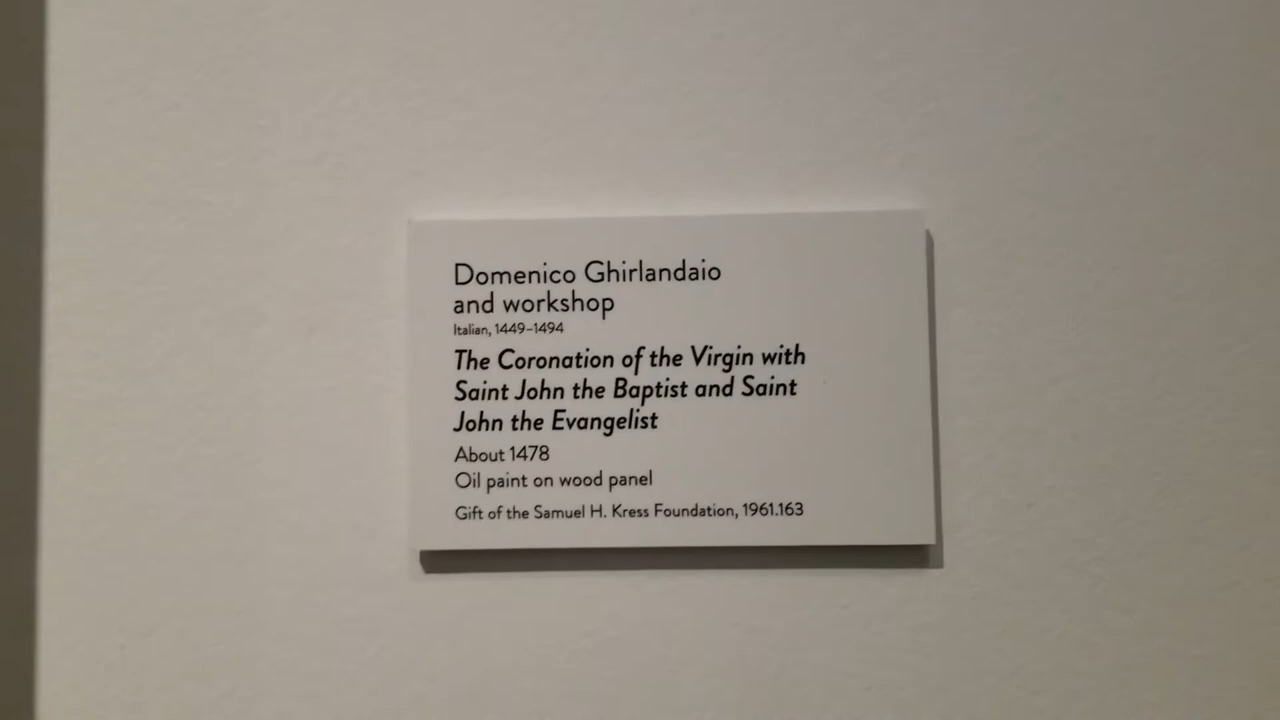 Domenico Ghirlandaio
and workshop
Italian, 1449–1494
The Coronation of the Virgin with
Saint John the Baptist and Saint
John the Evangelist
About 1478
Oil paint on wood panel
Gift of the Samuel H. Kress Foundation, 1961.163